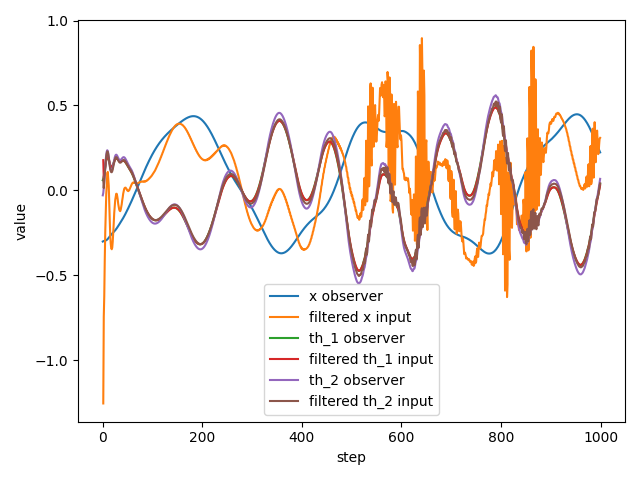 1.0
0.5
0.0
−0.5
−1.0
value
0
200
400
600
800
1000
step
x observer
filtered x input
th_1 observer
filtered th_1 input
th_2 observer
filtered th_2 input